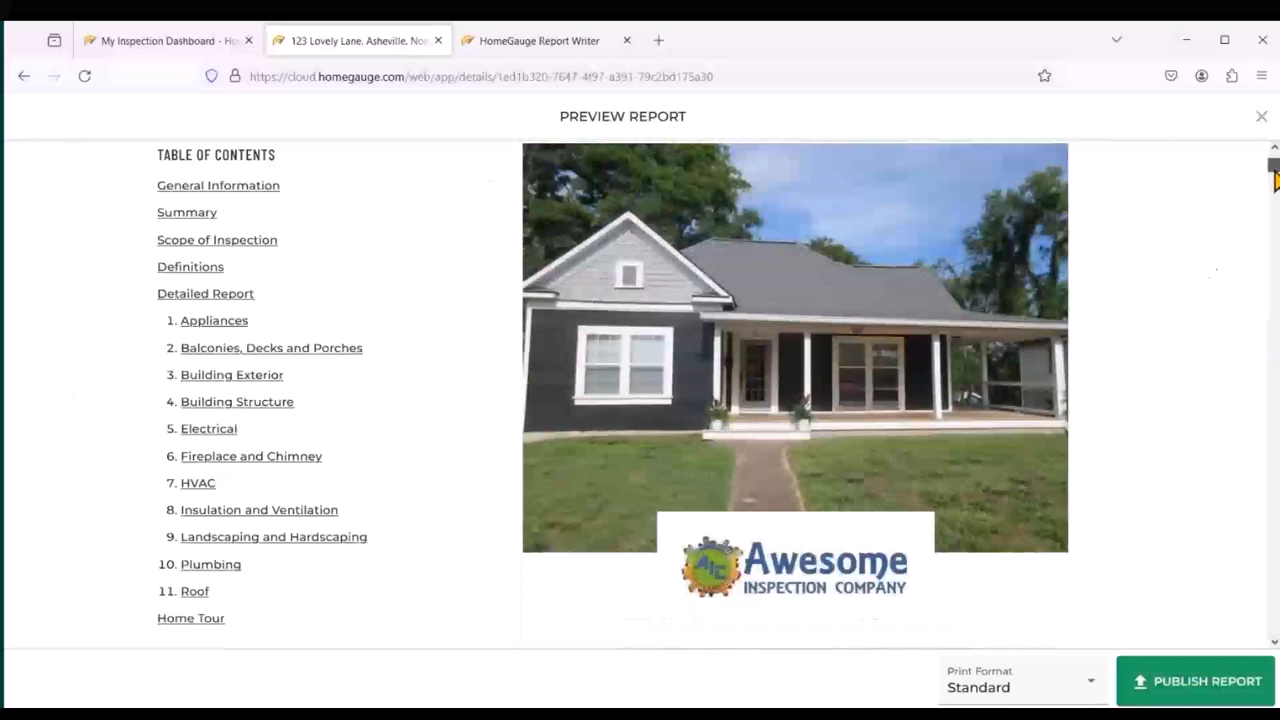 My Inspection Dashboard - Ho
123 Lovely Lane, Asheville, Nor
HomeGauge Report Writer
https://cloud.homegauge.com/web/app/details/1ed1b320-7647-4f97-a391-79c2bd175a30
PREVIEW REPORT
TABLE OF CONTENTS
General Information
Summary
Scope of Inspection
Definitions
Detailed Report
1. Appliances
2. Balconies, Decks and Porches
3. Building Exterior
4. Building Structure
5. Electrical
6. Fireplace and Chimney
7. HVAC
8. Insulation and Ventilation
9. Landscaping and Hardscaping
10. Plumbing
11. Roof
Home Tour
AIC
Awesome
INSPECTION COMPANY
Print Format
Standard
PUBLISH REPORT